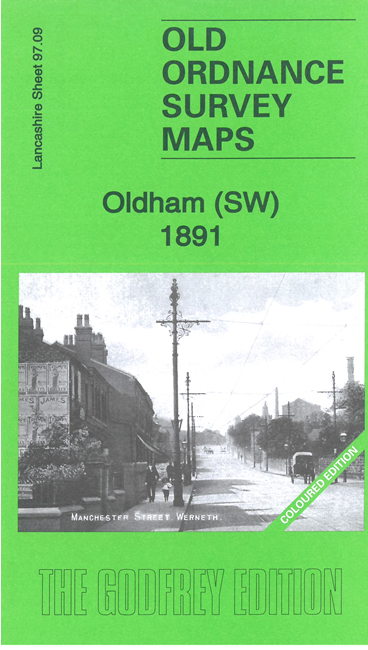 Lancashire Sheet 97.09
OLD
ORDNANCE
SURVEY
MAPS
Oldham (SW)
1891
JAMES
MANCHESTER STREET WERNETH.
COLOURED EDITION
THE GODFREY EDITION